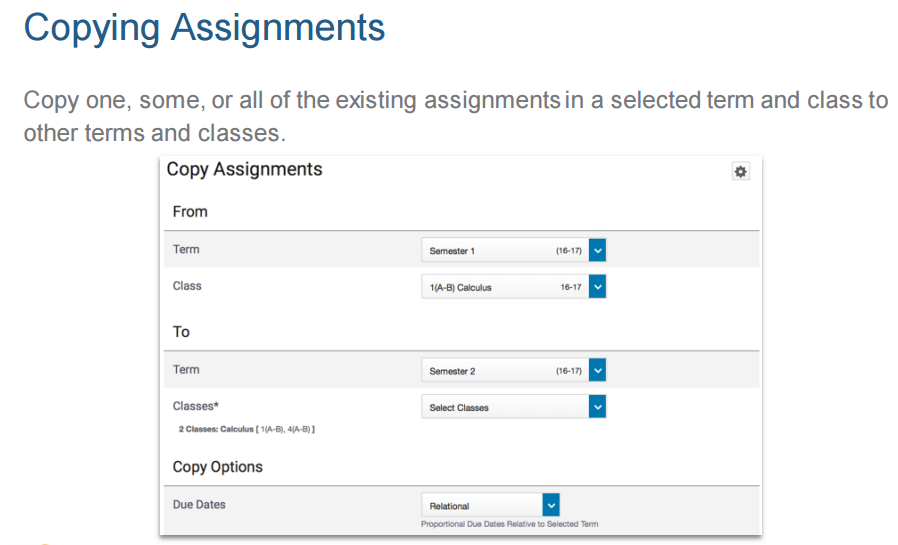 Copying Assignments
Copy one, some, or all of the existing assignments in a selected term and class to
other terms and classes.
Copy Assignments
From
Term
Semester 1 (16-17)
Class
1(A-B) Calculus 16-17
To
Term
Semester 2 (16-17)
Classes*
Select Classes
2 Classes: Calculus [ 1(A-B), 4(A-B) ]
Copy Options
Due Dates
Relational
Proportional Due Dates Relative to Selected Term